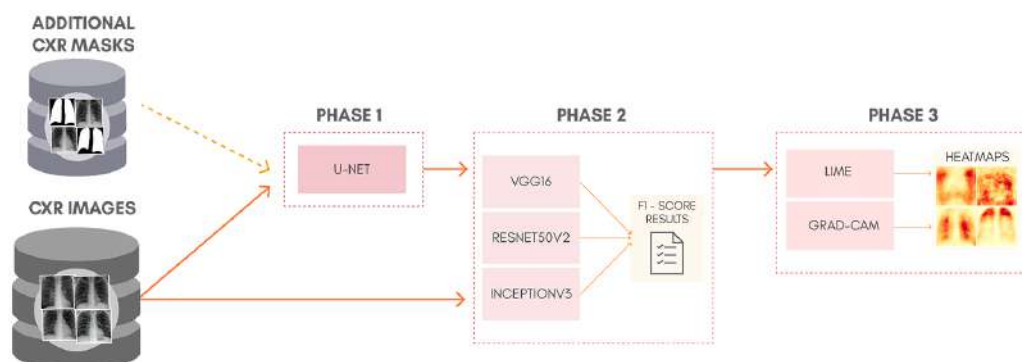 ADDITIONAL
CXR MASKS
CXR IMAGES
PHASE 1
U-NET
PHASE 2
VGG16
RESNET50V2
INCEPTIONV3
F1 - SCORE
RESULTS
PHASE 3
LIME
GRAD-CAM
HEATMAPS